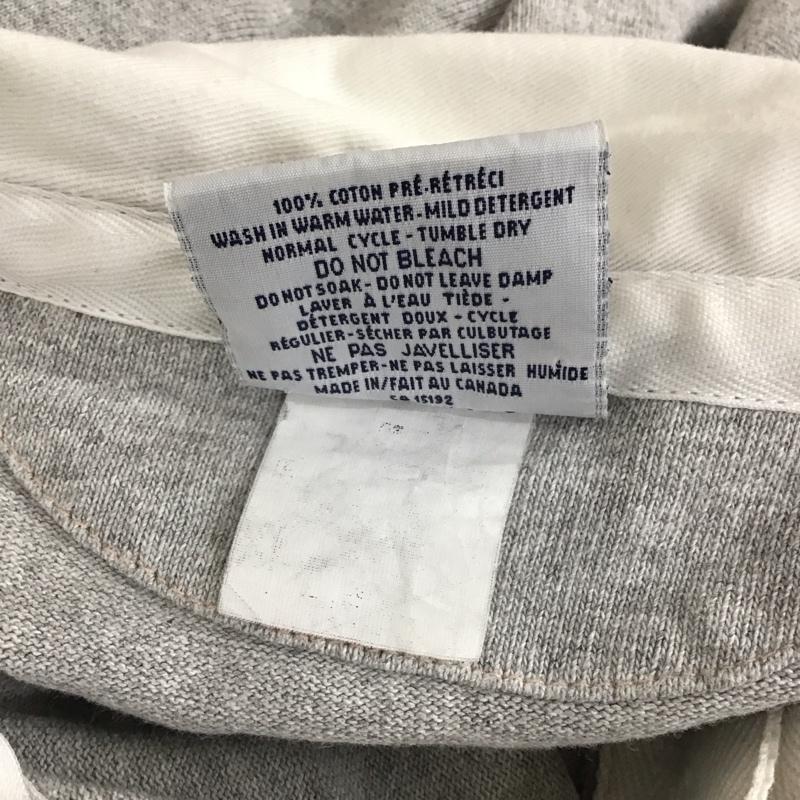 100% COTON PRÉ-RÉTRÉCI
WASH IN WARM WATER - MILD DETERGENT
NORMAL CYCLE - TUMBLE DRY
DO NOT BLEACH
DO NOT SOAK - DO NOT LEAVE DAMP
LAVER À L'EAU TIÈDE -
DÉTERGENT DOUX - CYCLE
RÉGULIER-SÉCHER PAR CULBUTAGE
NE PAS JAVELLISER
NE PAS TREMPER-NE PAS LAISSER HUMIDE
MADE IN/FAIT AU CANADA
15192